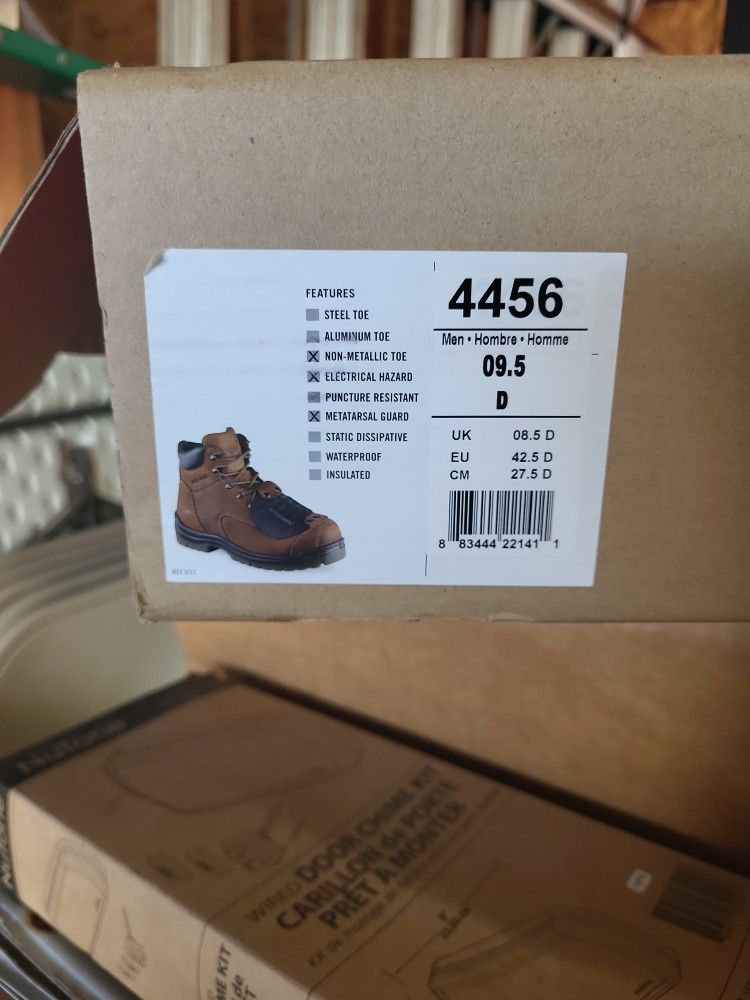 FEATURES
STEEL TOE
ALUMINUM TOE
X NON-METALLIC TOE
X ELECTRICAL HAZARD
PUNCTURE RESISTANT
X METATARSAL GUARD
STATIC DISSIPATIVE
WATERPROOF
INSULATED
4456
Men • Hombre • Homme
09.5
D
UK 08.5 D
EU 42.5 D
CM 27.5 D
8 83444 22141 1
NuTone
WIRED DOOR CHIME KIT
CARILLON de PORTE
PRÊT À MONTER